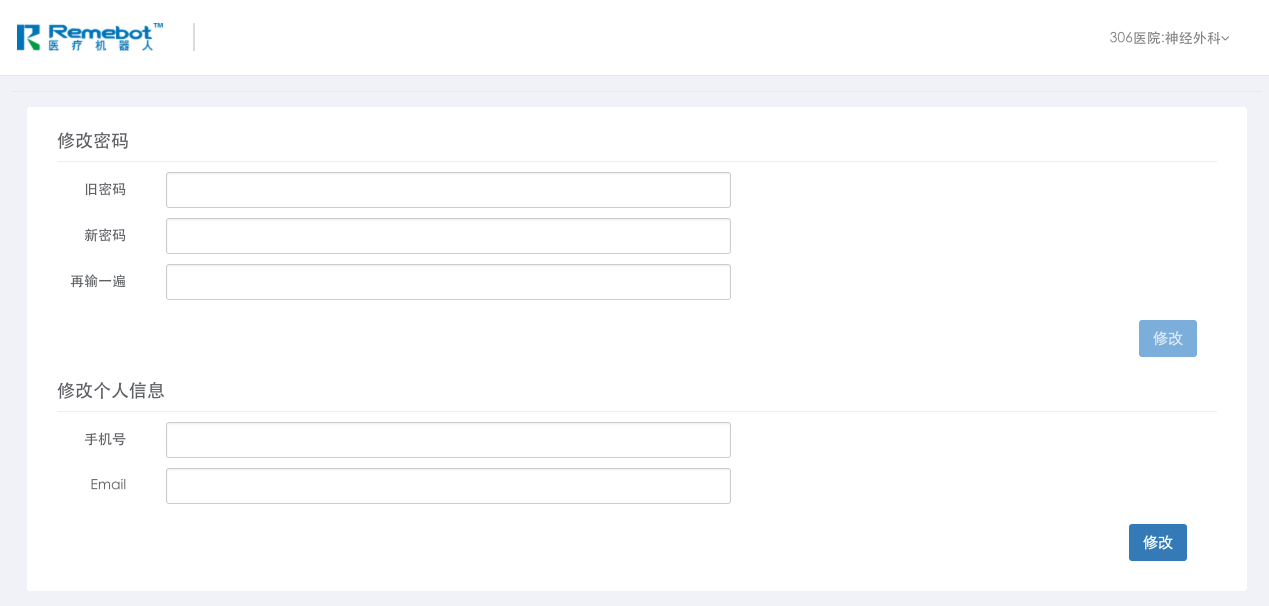 Remebot™
医疗机器人
306医院:神经外科
修改密码
旧密码
新密码
再输一遍
修改
修改个人信息
手机号
Email
修改